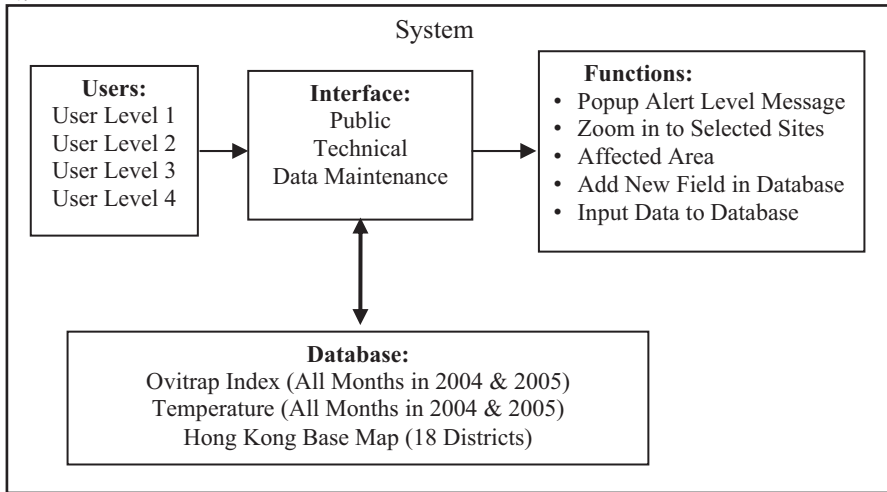 System
Users:
User Level 1
User Level 2
User Level 3
User Level 4
Interface:
Public
Technical
Data Maintenance
Functions:
• Popup Alert Level Message
• Zoom in to Selected Sites
• Affected Area
• Add New Field in Database
• Input Data to Database
Database:
Ovitrap Index (All Months in 2004 & 2005)
Temperature (All Months in 2004 & 2005)
Hong Kong Base Map (18 Districts)